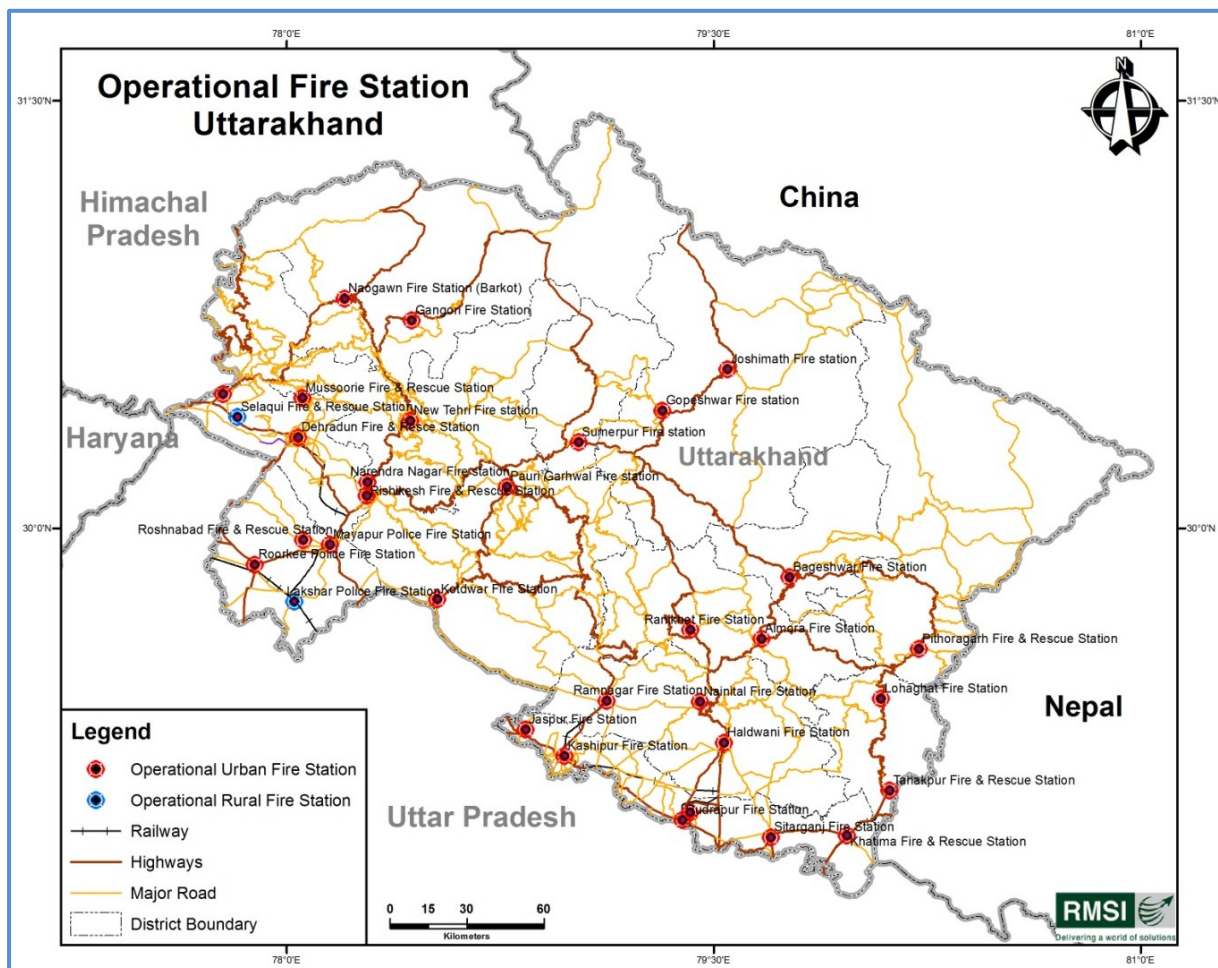 78°0'E
79°30'E
81°0'E
31°30'N
31°30'N
Operational Fire Station
Uttarakhand
N
China
Himachal
Pradesh
Naogawn Fire Station (Barkot)
Gangori Fire Station
Joshimath Fire station
Mussoorie Fire & Rescue Station
Selaqui Fire & Rescue Station
New Tehri Fire station
Gopeshwar Fire station
Haryana
Dehradun Fire & Resce Station
Sumerpur Fire station
Uttarakhand
Narendra Nagar Fire station
Pauri Garhwal Fire station
Rishikesh Fire & Rescue Station
30°0'N
30°0'N
Roshnabad Fire & Rescue Station
Mayapur Police Fire Station
Roorkee Police Fire Station
Bageshwar Fire Station
Lakshar Police Fire Station
Kotdwar Fire Station
Ranikhet Fire Station
Almora Fire Station
Pithoragarh Fire & Rescue Station
Ramnagar Fire Station
Nainital Fire Station
Lohaghat Fire Station
Nepal
Jaspur Fire Station
Haldwani Fire Station
Kashipur Fire Station
Tanakpur Fire & Rescue Station
Uttar Pradesh
Rudrapur Fire Station
Sitarganj Fire Station
Khatima Fire & Rescue Station
Legend
Operational Urban Fire Station
Operational Rural Fire Station
Railway
Highways
Major Road
District Boundary
0 15 30 60
Kilometers
RMSI
Delivering a world of solutions
78°0'E
79°30'E
81°0'E